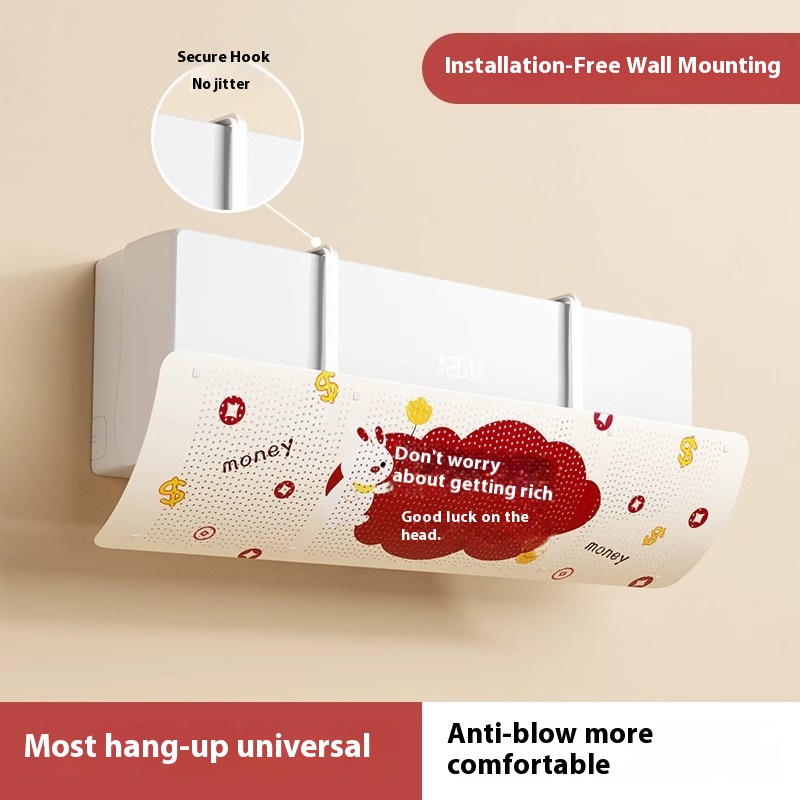 Secure Hook
No jitter
Installation-Free Wall Mounting
money
Don't worry
about getting rich
Good luck on the
head.
money
Most hang-up universal
Anti-blow more
comfortable